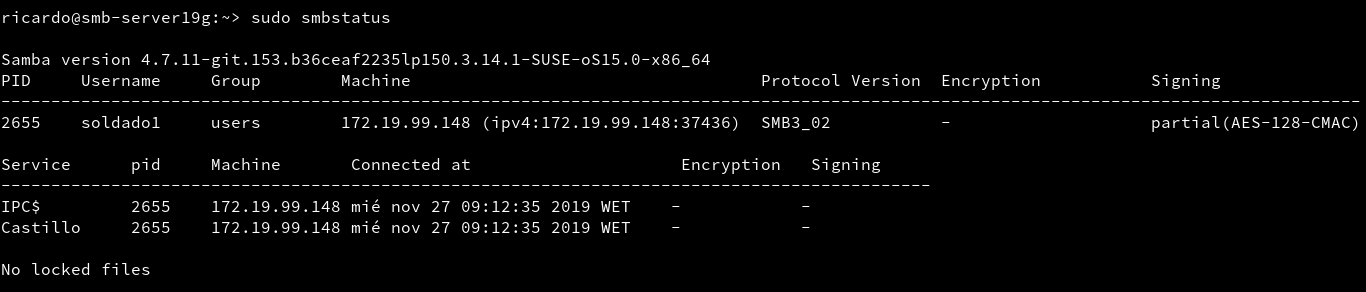 ricardo@smb-server19g:~> sudo smbstatus
Samba version 4.7.11-git.153.b36ceaf2235lp150.3.14.1-SUSE-oS15.0-x86_64
PID     Username     Group        Machine                                   Protocol Version  Encryption           Signing
----------------------------------------------------------------------------------------------------------------------------------------
2655    soldado1     users        172.19.99.148 (ipv4:172.19.99.148:37436)  SMB3_02           -                    partial(AES-128-CMAC)
Service      pid     Machine       Connected at                     Encryption   Signing
---------------------------------------------------------------------------------------------
IPC$         2655    172.19.99.148 mié nov 27 09:12:35 2019 WET    -            -
Castillo     2655    172.19.99.148 mié nov 27 09:12:35 2019 WET    -            -
No locked files